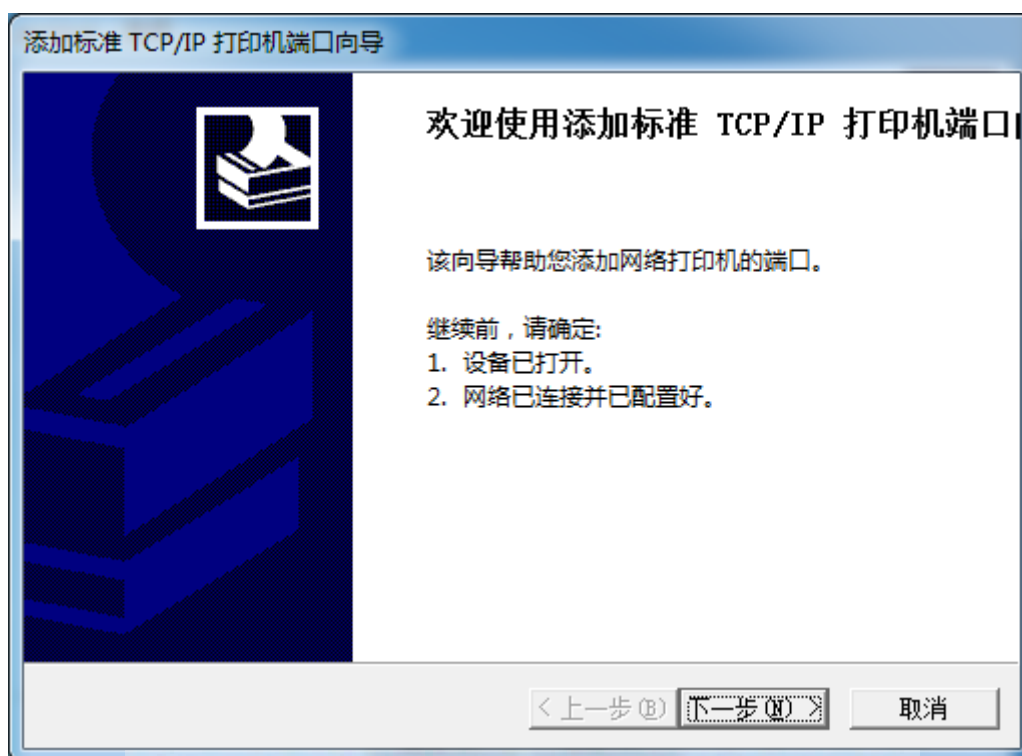 添加标准 TCP/IP 打印机端口向导
欢迎使用添加标准 TCP/IP 打印机端口
该向导帮助您添加网络打印机的端口。
继续前，请确定:
1. 设备已打开。
2. 网络已连接并已配置好。
< 上一步(B) 下一步(N) > 取消